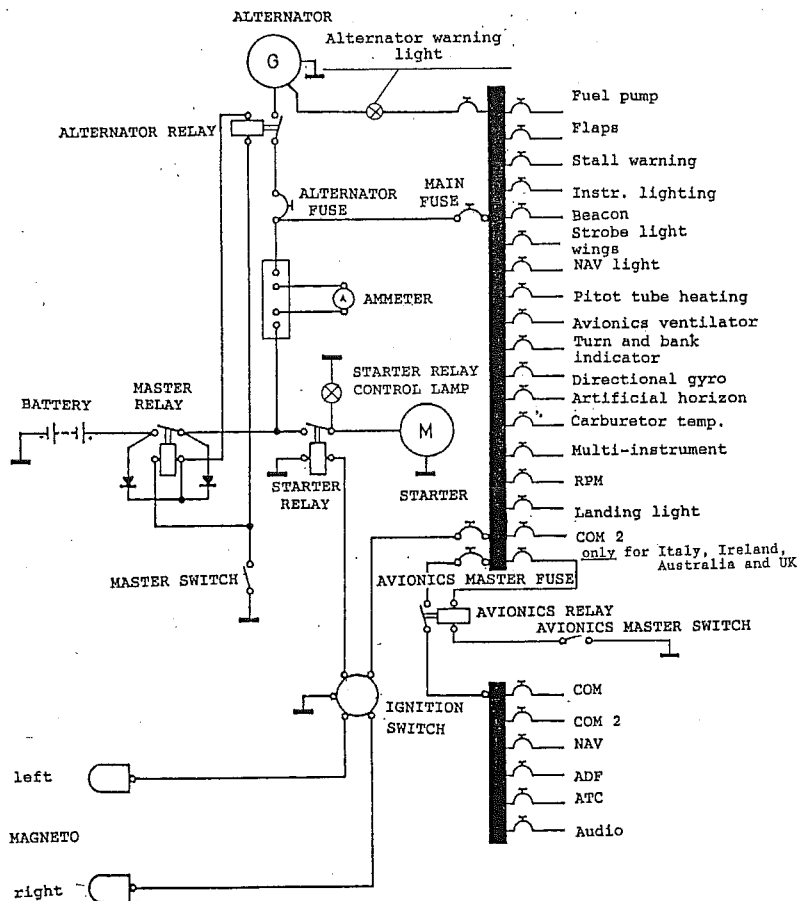 ALTERNATOR
Alternator warning
light
G
Fuel pump
ALTERNATOR RELAY
Flaps
Stall warning
ALTERNATOR
FUSE
MAIN
FUSE
Instr. lighting
Beacon
Strobe light
wings
NAV light
A
AMMETER
Pitot tube heating
Avionics ventilator
Turn and bank
indicator
STARTER RELAY
CONTROL LAMP
Directional gyro
MASTER
RELAY
Artificial horizon
BATTERY
Carburetor temp.
M
Multi-instrument
STARTER
RELAY
STARTER
RPM
Landing light
COM 2
only for Italy, Ireland,
Australia and UK
MASTER SWITCH
AVIONICS MASTER FUSE
AVIONICS RELAY
AVIONICS MASTER SWITCH
IGNITION
SWITCH
COM
COM 2
NAV
left
ADF
ATC
MAGNETO
Audio
right